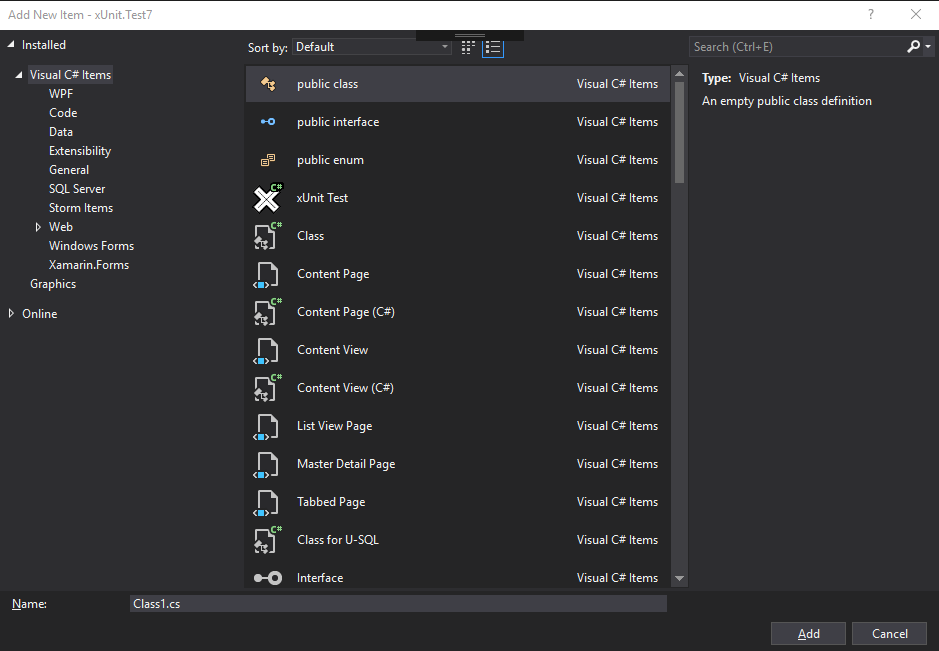 Add New Item - xUnit.Test7
?
Installed
Visual C# Items
WPF
Code
Data
Extensibility
General
SQL Server
Storm Items
Web
Windows Forms
Xamarin.Forms
Graphics
Online
Sort by: Default
public class Visual C# Items
public interface Visual C# Items
public enum Visual C# Items
C#
xUnit Test Visual C# Items
C#
Class Visual C# Items
Content Page Visual C# Items
C#
Content Page (C#) Visual C# Items
Content View Visual C# Items
C#
Content View (C#) Visual C# Items
List View Page Visual C# Items
Master Detail Page Visual C# Items
Tabbed Page Visual C# Items
C#
Class for U-SQL Visual C# Items
Interface Visual C# Items
Search (Ctrl+E)
Type: Visual C# Items
An empty public class definition
Name: Class1.cs
Add Cancel